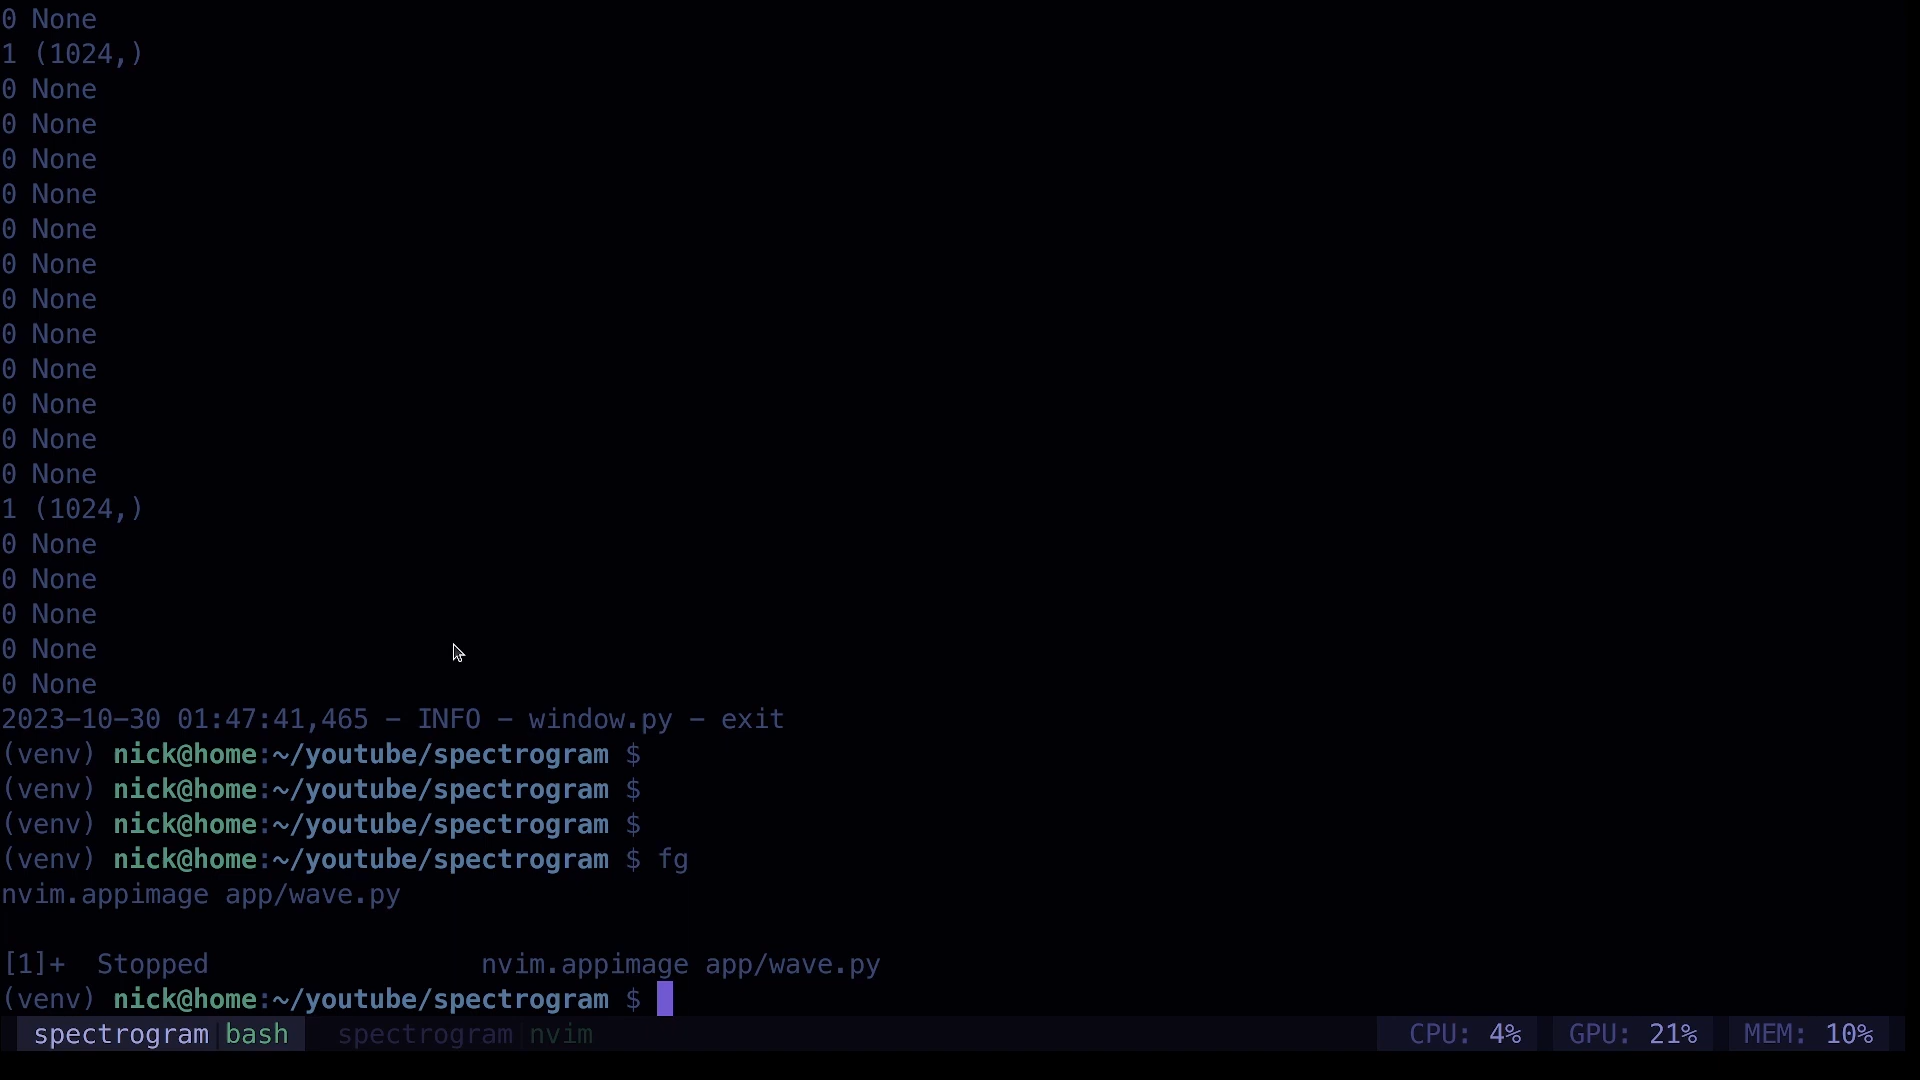 0 None
1 (1024,)
0 None
0 None
0 None
0 None
0 None
0 None
0 None
0 None
0 None
0 None
0 None
0 None
1 (1024,)
0 None
0 None
0 None
0 None
0 None
2023-10-30 01:47:41,465 - INFO - window.py - exit
(venv) nick@home:~/youtube/spectrogram $
(venv) nick@home:~/youtube/spectrogram $
(venv) nick@home:~/youtube/spectrogram $
(venv) nick@home:~/youtube/spectrogram $ fg
nvim.appimage app/wave.py
[1]+  Stopped                 nvim.appimage app/wave.py
(venv) nick@home:~/youtube/spectrogram $
spectrogram bash spectrogram nvim CPU: 4% GPU: 21% MEM: 10%